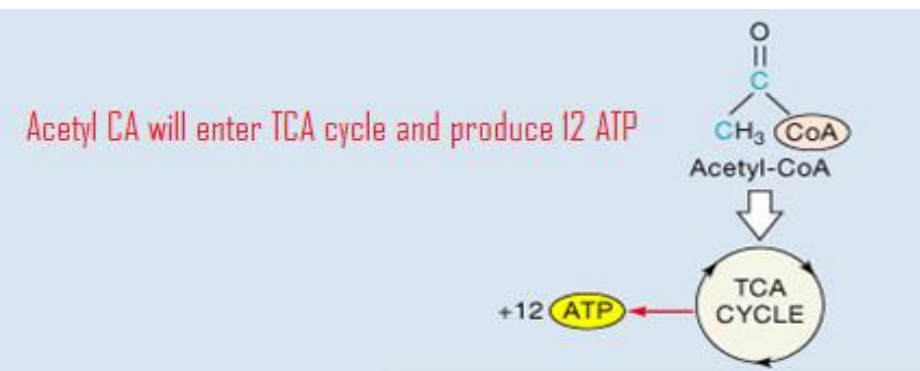 O
C
Acetyl CA will enter TCA cycle and produce 12 ATP
CH₃ CoA
Acetyl-CoA
TCA
CYCLE
+12 ATP